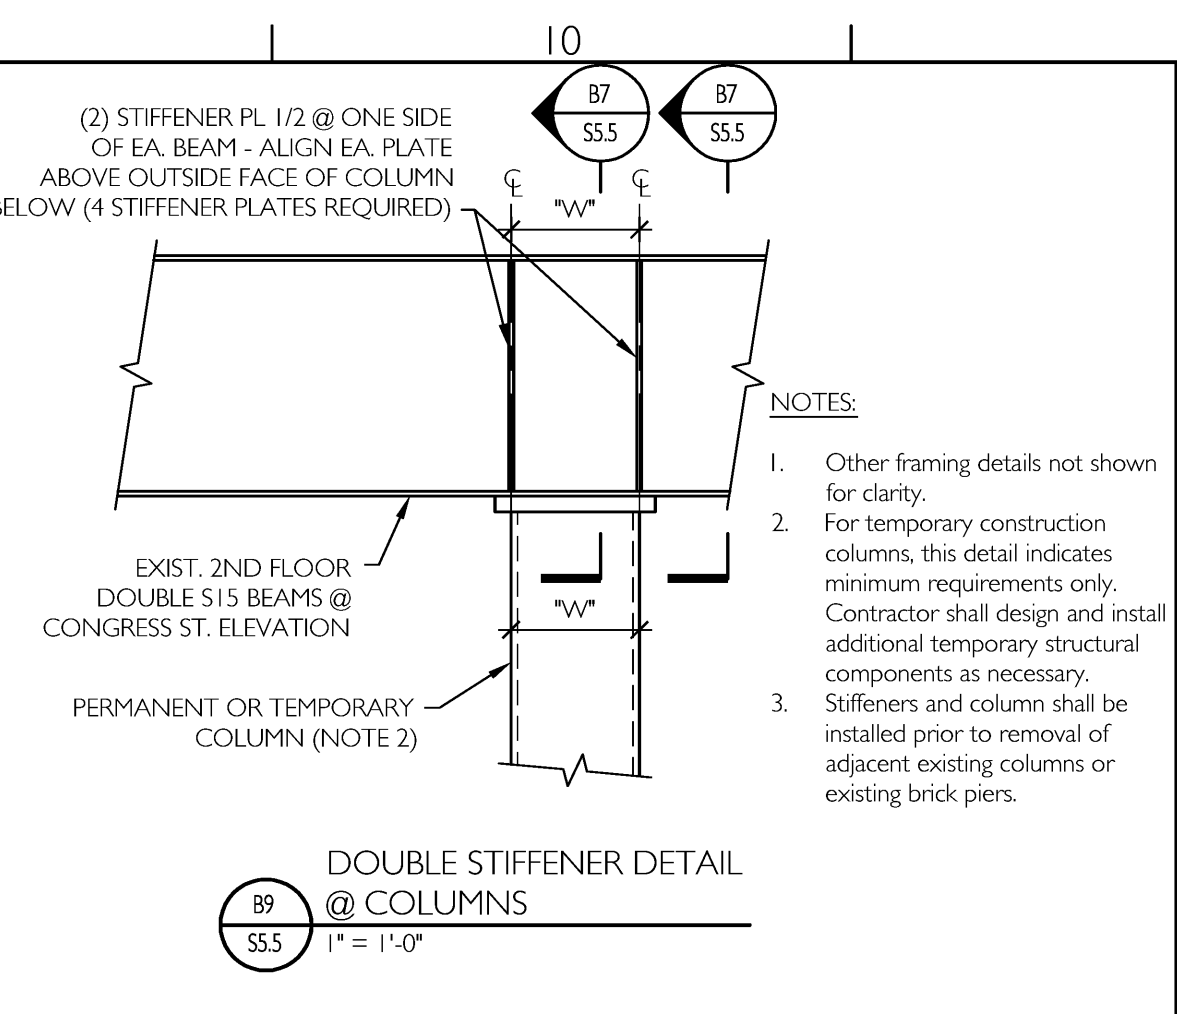 10
B7
S5.5
B7
S5.5
(2) STIFFENER PL 1/2 @ ONE SIDE
OF EA. BEAM - ALIGN EA. PLATE
ABOVE OUTSIDE FACE OF COLUMN
BELOW (4 STIFFENER PLATES REQUIRED)
℄
℄
"W"
NOTES:
1. Other framing details not shown
for clarity.
2. For temporary construction
columns, this detail indicates
minimum requirements only.
Contractor shall design and install
additional temporary structural
components as necessary.
3. Stiffeners and column shall be
installed prior to removal of
adjacent existing columns or
existing brick piers.
EXIST. 2ND FLOOR
DOUBLE S15 BEAMS @
CONGRESS ST. ELEVATION
"W"
PERMANENT OR TEMPORARY
COLUMN (NOTE 2)
DOUBLE STIFFENER DETAIL
@ COLUMNS
B9
S5.5
1" = 1'-0"